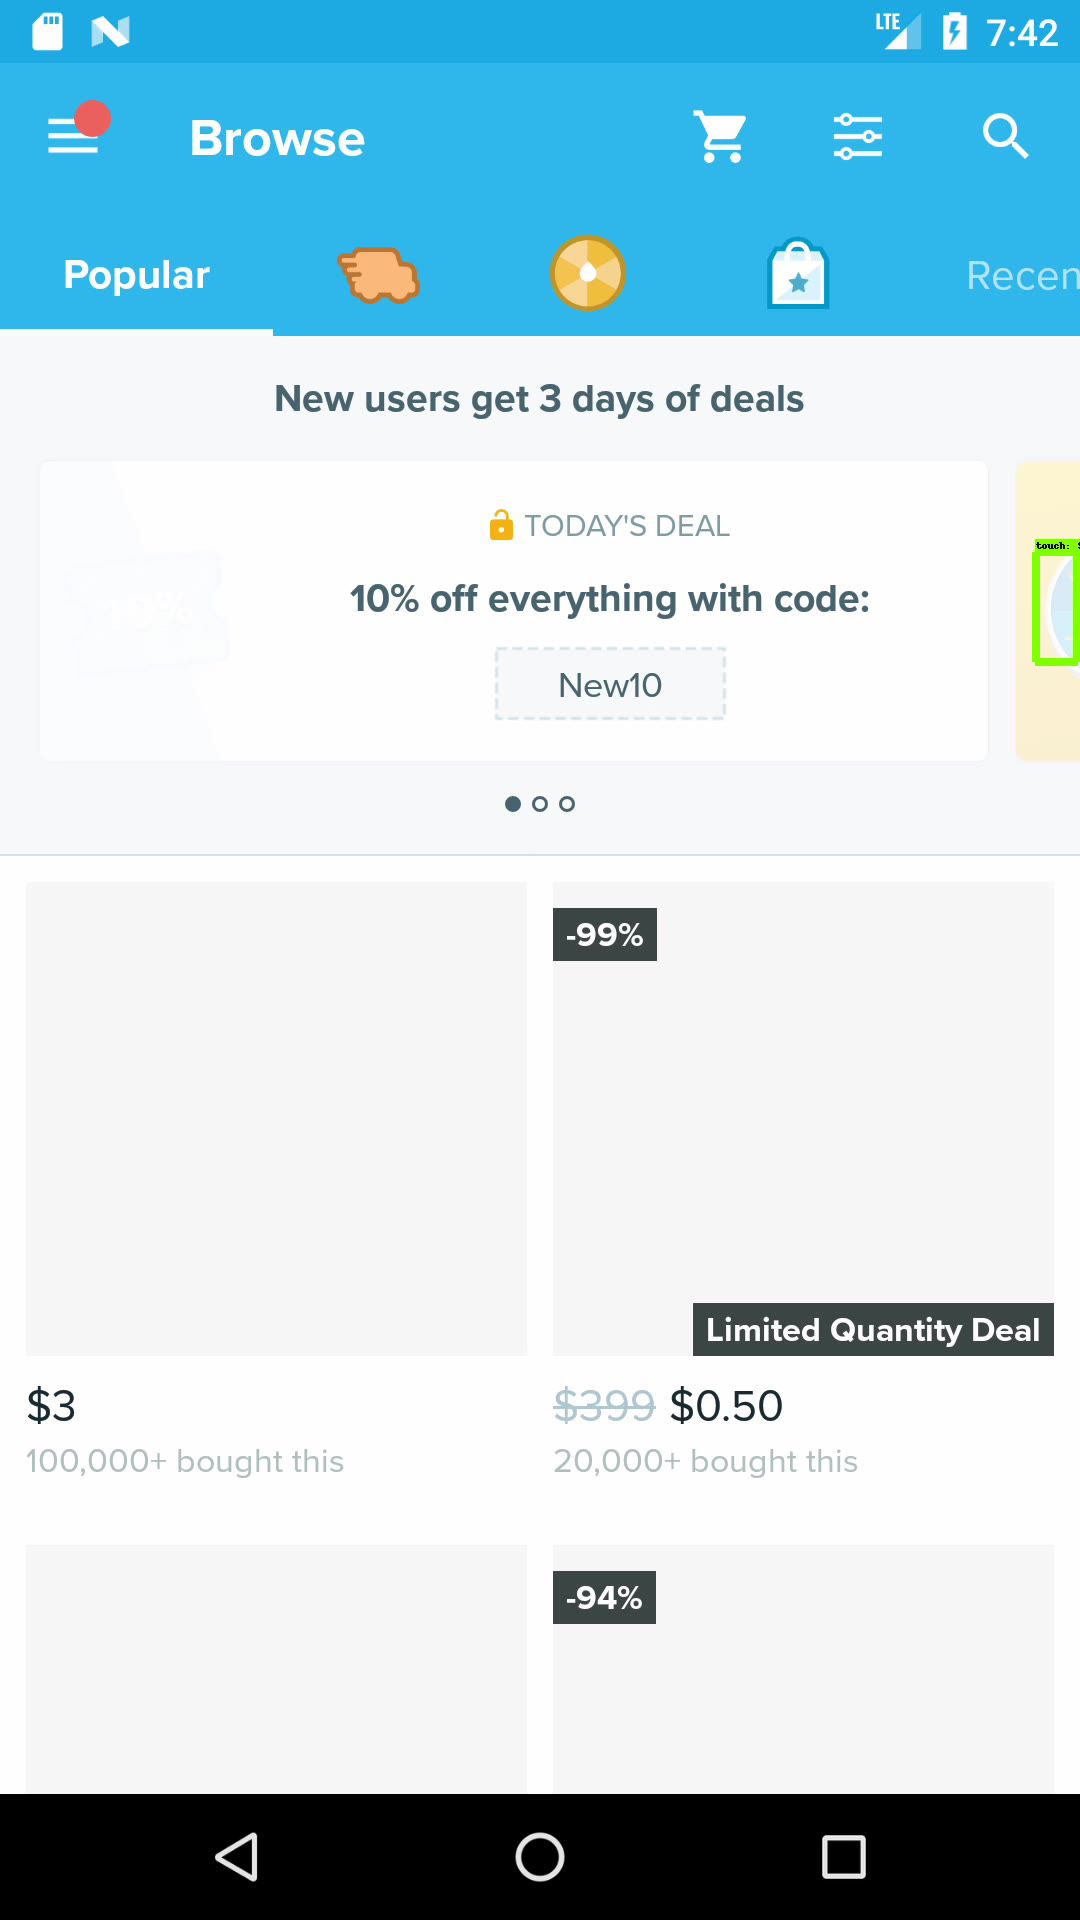 LTE 7:42
Browse
Popular
Recen
New users get 3 days of deals
TODAY'S DEAL
touch:
10% off everything with code:
New10
-99%
Limited Quantity Deal
$3
$399 $0.50
100,000+ bought this
20,000+ bought this
-94%